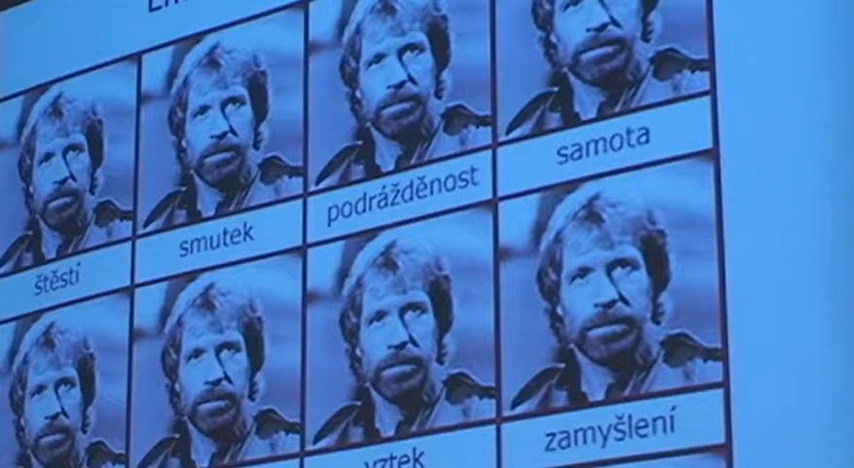 štěstí
smutek
podrážděnost
samota
vztek
zamyšlení